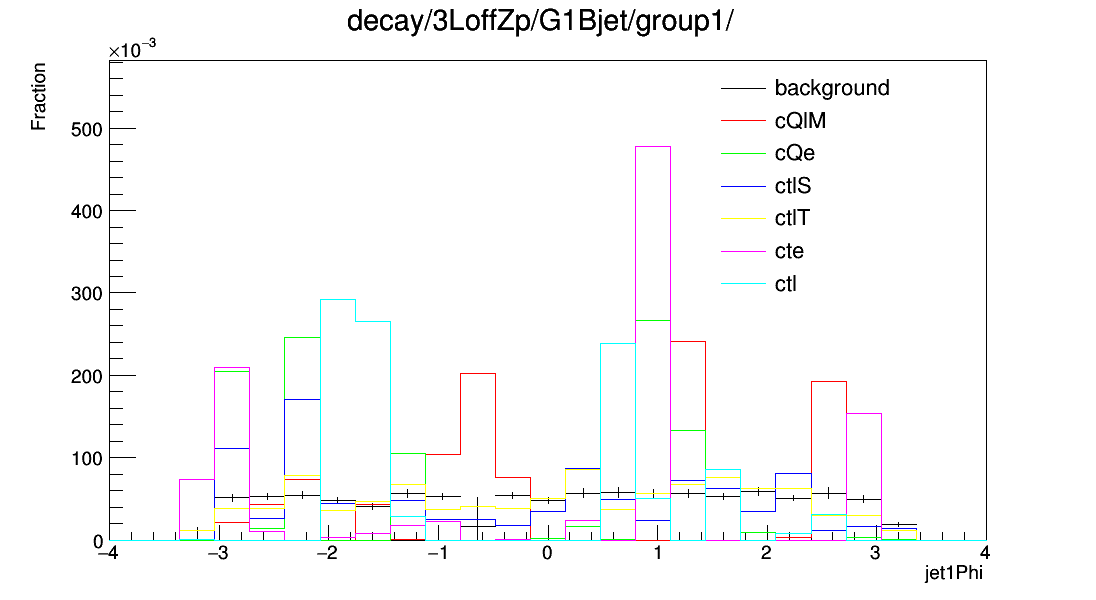 decay/3LoffZp/G1Bjet/group1/
×10⁻³
Fraction
background
cQlM
cQe
ctlS
ctlT
cte
ctl
500
400
300
200
100
0
−4 −3 −2 −1 0 1 2 3 4
jet1Phi